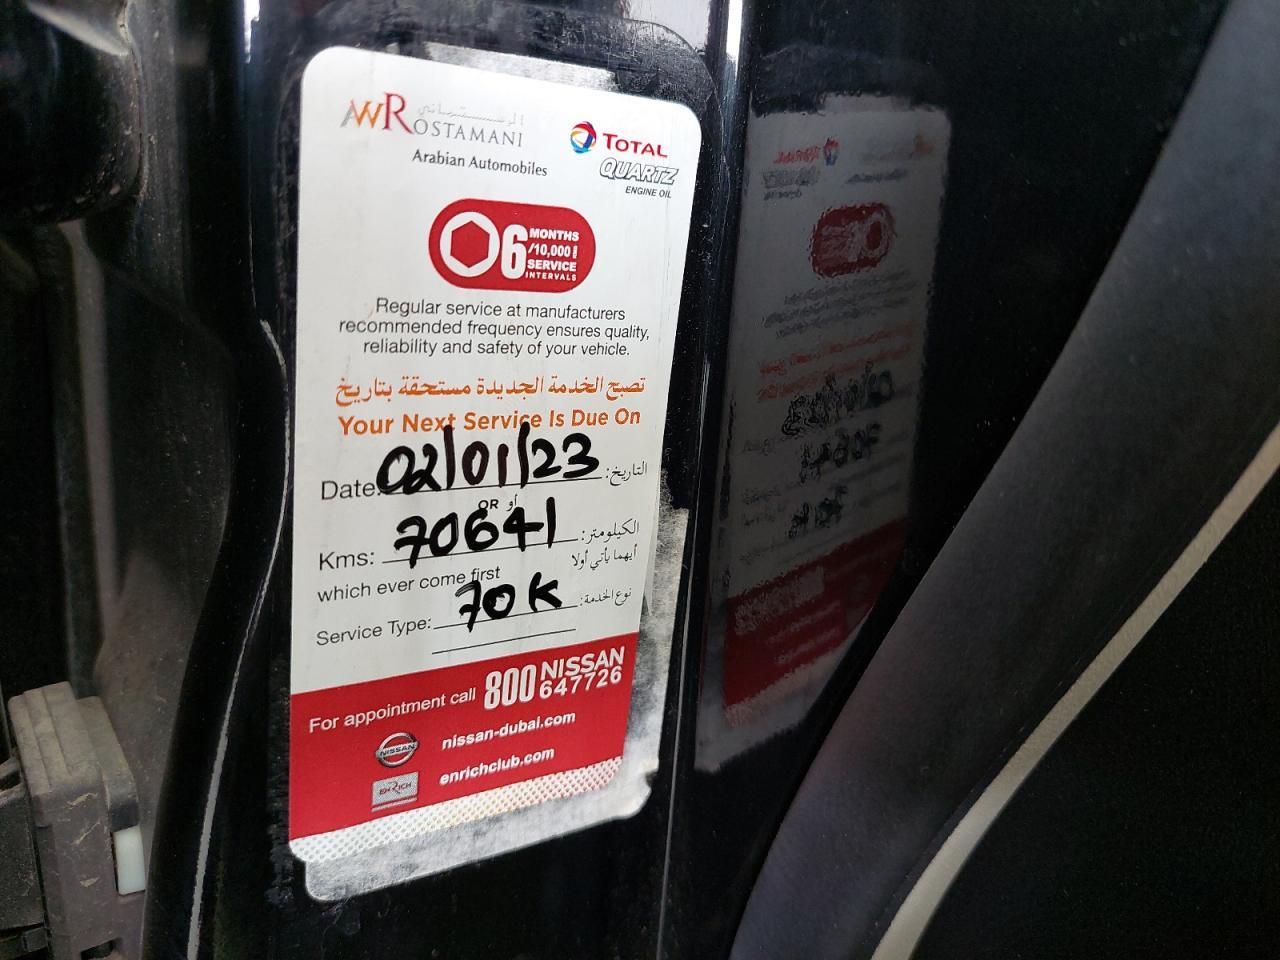 الرستماني
AWRostamani
Arabian Automobiles
TOTAL
QUARTZ
ENGINE OIL
6 MONTHS
/10,000
SERVICE
INTERVALS
Regular service at manufacturers
recommended frequency ensures quality,
reliability and safety of your vehicle.
تصبح الخدمة الجديدة مستحقة بتاريخ
Your Next Service Is Due On
Date: 02/01/23 التاريخ:
OR أو
Kms: 70641 الكيلومتر:
which ever come first أيهما يأتي أولا
Service Type: 70K نوع الخدمة:
For appointment call 800 NISSAN
647726
NISSAN nissan-dubai.com
ENRICH enrichclub.com